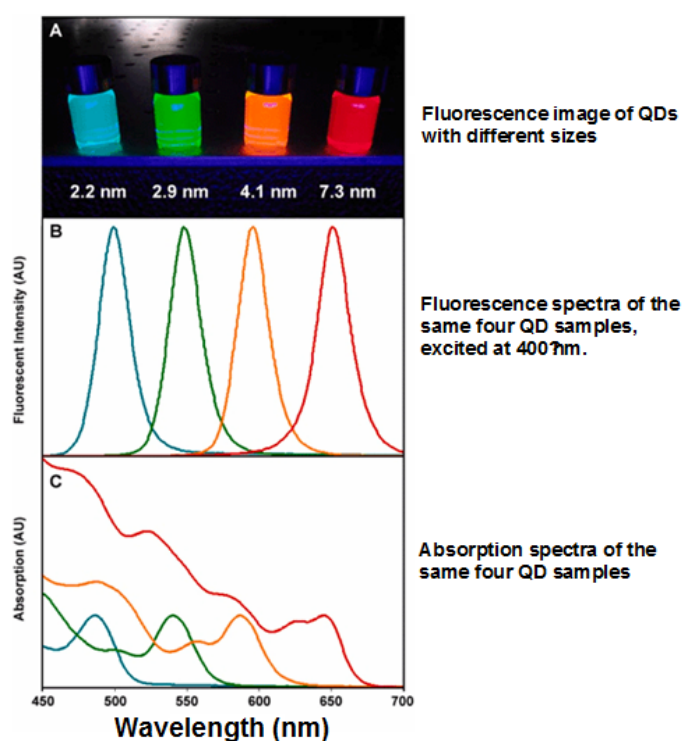 A
2.2 nm 2.9 nm 4.1 nm 7.3 nm
Fluorescence image of QDs
with different sizes
B
Fluorescent Intensity (AU)
Fluorescence spectra of the
same four QD samples,
excited at 400?nm.
C
Absorption (AU)
Absorption spectra of the
same four QD samples
450 500 550 600 650 700
Wavelength (nm)